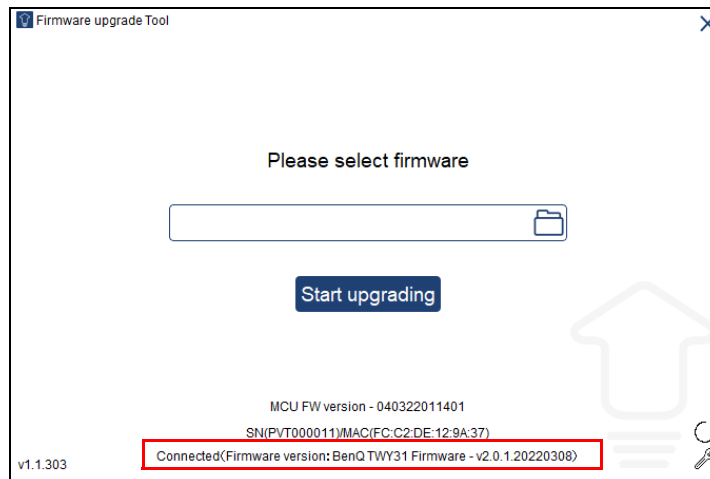 Firmware upgrade Tool
Please select firmware
Start upgrading
MCU FW version - 040322011401
SN(PVT000011)/MAC(FC:C2:DE:12:9A:37)
Connected(Firmware version: BenQ TWY31 Firmware - v2.0.1.20220308)
v1.1.303